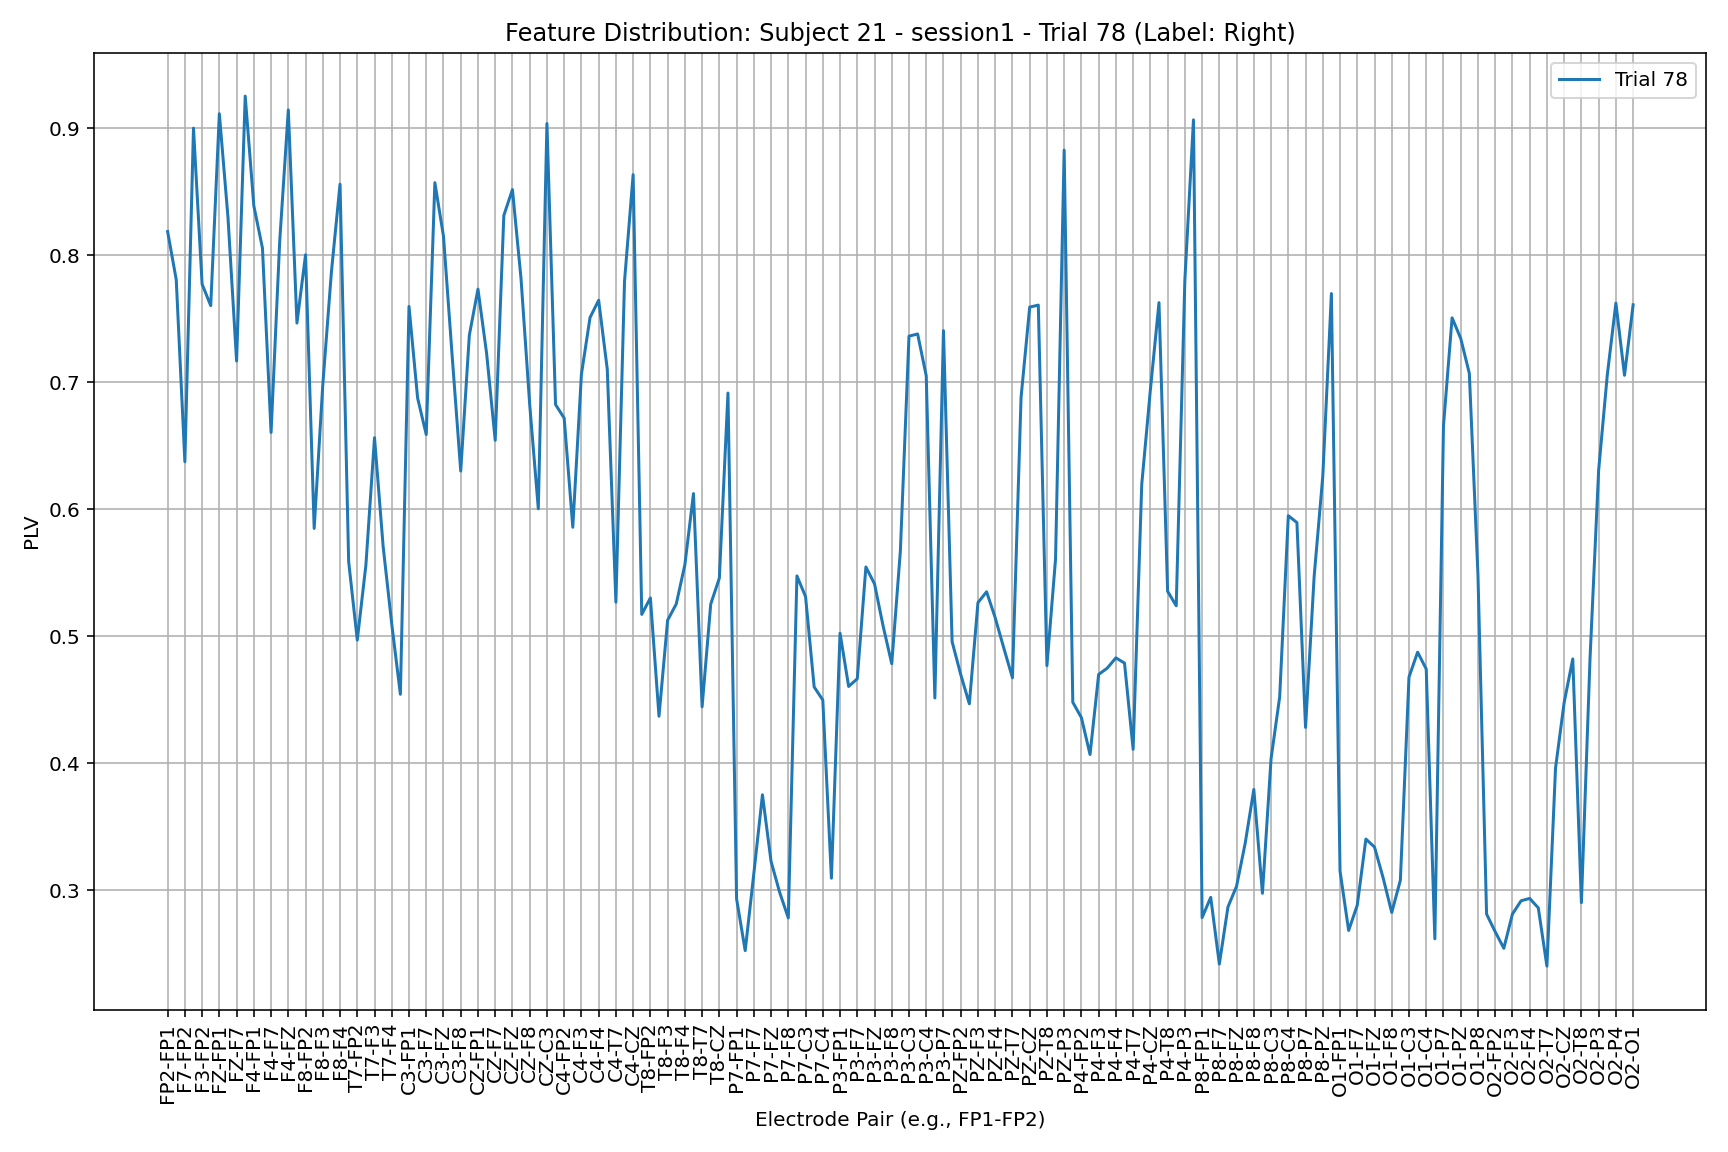 Feature Distribution: Subject 21 - session1 - Trial 78 (Label: Right)
Trial 78
PLV
0.9
0.8
0.7
0.6
0.5
0.4
0.3
FP2-FP1
F7-FP2
F3-FP2
FZ-FP1
FZ-F7
F4-FP1
F4-F7
F4-FZ
F8-FP2
F8-F3
F8-F4
T7-FP2
T7-F3
T7-F4
C3-FP1
C3-F7
C3-FZ
C3-F8
CZ-FP1
CZ-F7
CZ-FZ
CZ-F8
CZ-C3
C4-FP2
C4-F3
C4-F4
C4-T7
C4-CZ
T8-FP2
T8-F3
T8-F4
T8-T7
T8-CZ
P7-FP1
P7-F7
P7-FZ
P7-F8
P7-C3
P7-C4
P3-FP1
P3-F7
P3-FZ
P3-F8
P3-C3
P3-C4
P3-P7
PZ-FP2
PZ-F3
PZ-F4
PZ-T7
PZ-CZ
PZ-T8
PZ-P3
P4-FP2
P4-F3
P4-F4
P4-T7
P4-CZ
P4-T8
P4-P3
P8-FP1
P8-F7
P8-FZ
P8-F8
P8-C3
P8-C4
P8-P7
P8-PZ
O1-FP1
O1-F7
O1-FZ
O1-F8
O1-C3
O1-C4
O1-P7
O1-PZ
O1-P8
O2-FP2
O2-F3
O2-F4
O2-T7
O2-CZ
O2-T8
O2-P3
O2-P4
O2-O1
Electrode Pair (e.g., FP1-FP2)